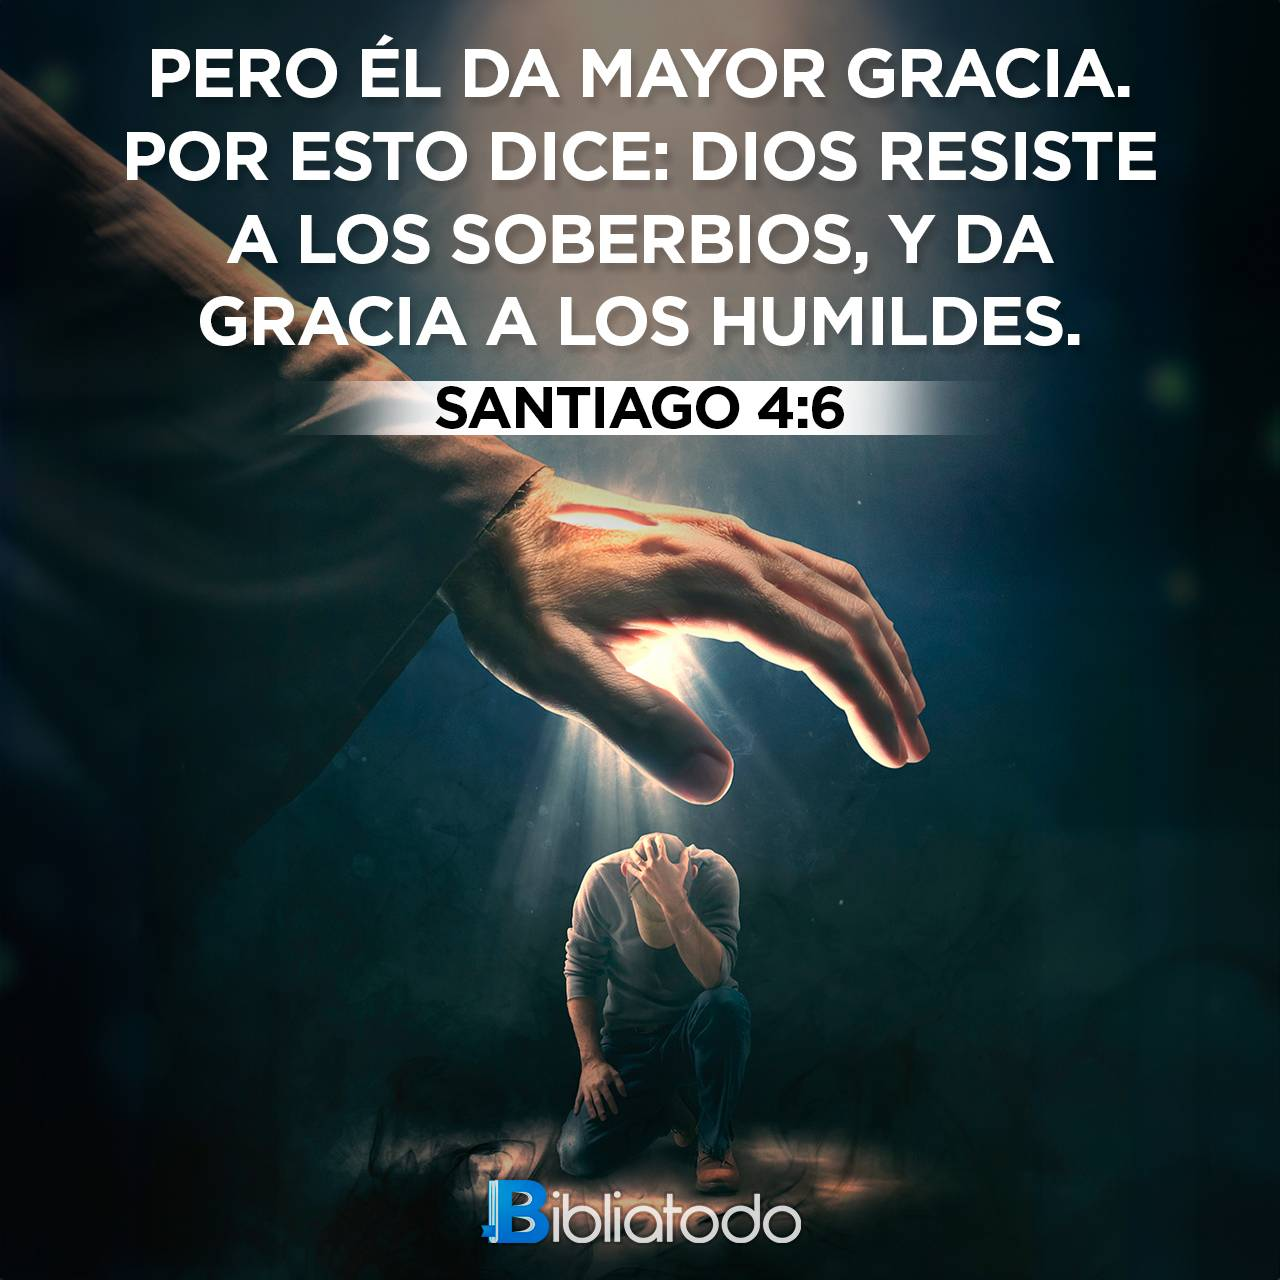 PERO ÉL DA MAYOR GRACIA.
POR ESTO DICE: DIOS RESISTE
A LOS SOBERBIOS, Y DA
GRACIA A LOS HUMILDES.
SANTIAGO 4:6
Bibliatodo